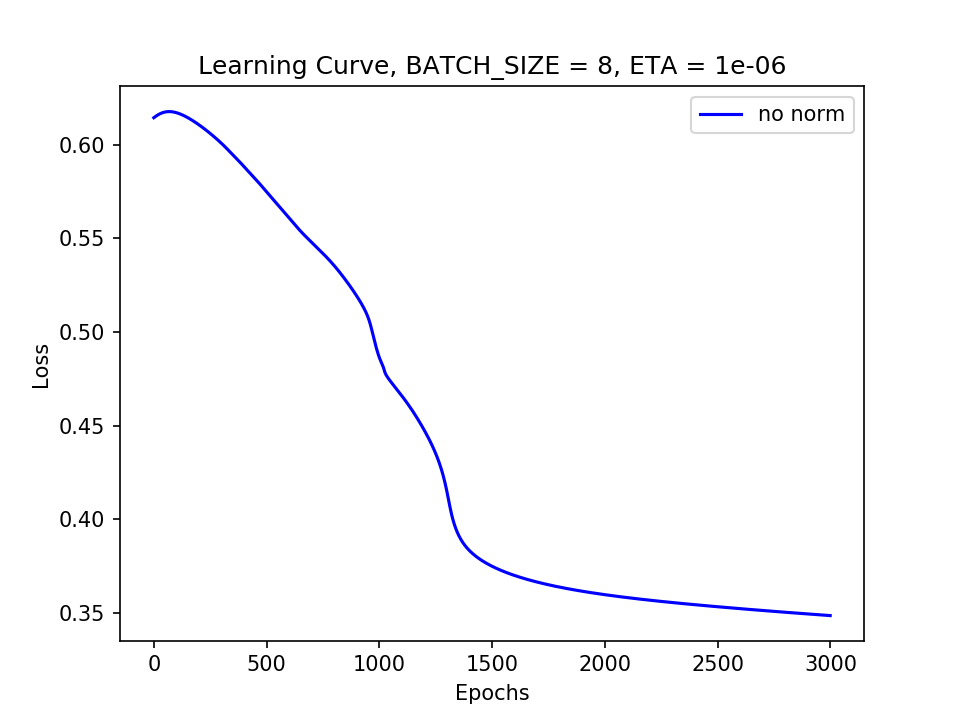 Learning Curve, BATCH_SIZE = 8, ETA = 1e-06
no norm
Loss
0.60
0.55
0.50
0.45
0.40
0.35
0 500 1000 1500 2000 2500 3000
Epochs